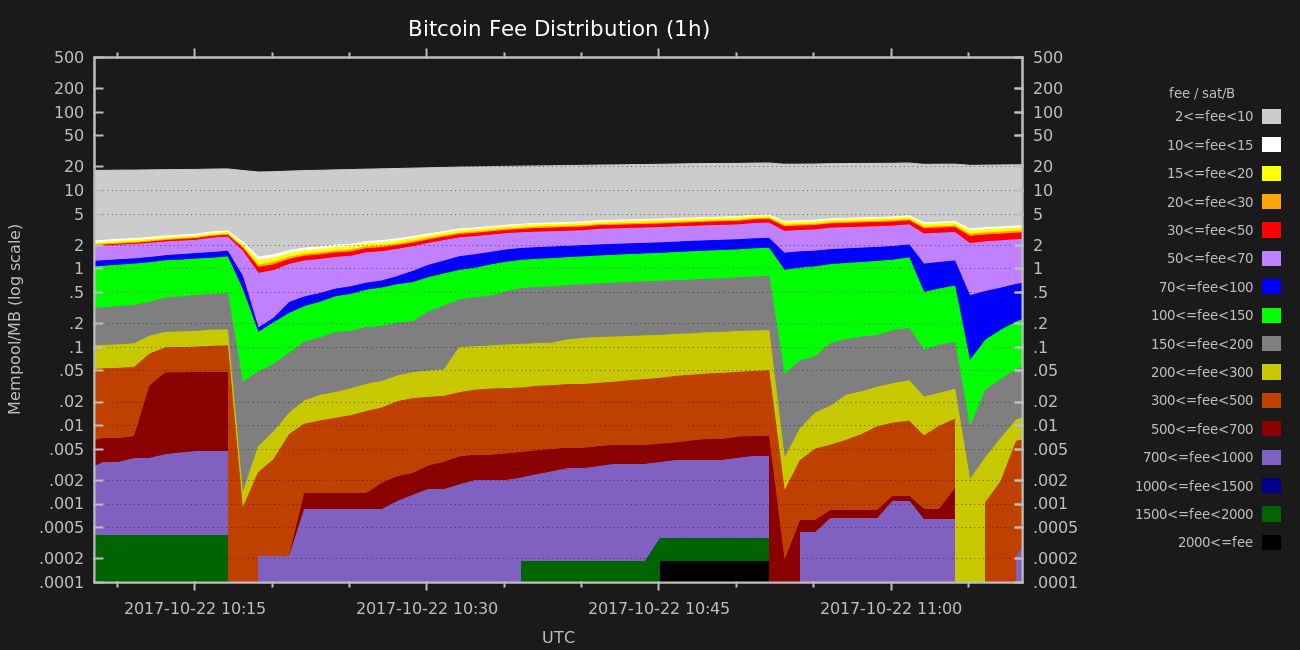 Bitcoin Fee Distribution (1h)
500
200
100
50
20
10
5
2
1
.5
.2
.1
.05
.02
.01
.005
.002
.001
.0005
.0002
.0001
Mempool/MB (log scale)
500
200
100
50
20
10
5
2
1
.5
.2
.1
.05
.02
.01
.005
.002
.001
.0005
.0002
.0001
2017-10-22 10:15
2017-10-22 10:30
2017-10-22 10:45
2017-10-22 11:00
UTC
fee / sat/B
2<=fee<10
10<=fee<15
15<=fee<20
20<=fee<30
30<=fee<50
50<=fee<70
70<=fee<100
100<=fee<150
150<=fee<200
200<=fee<300
300<=fee<500
500<=fee<700
700<=fee<1000
1000<=fee<1500
1500<=fee<2000
2000<=fee